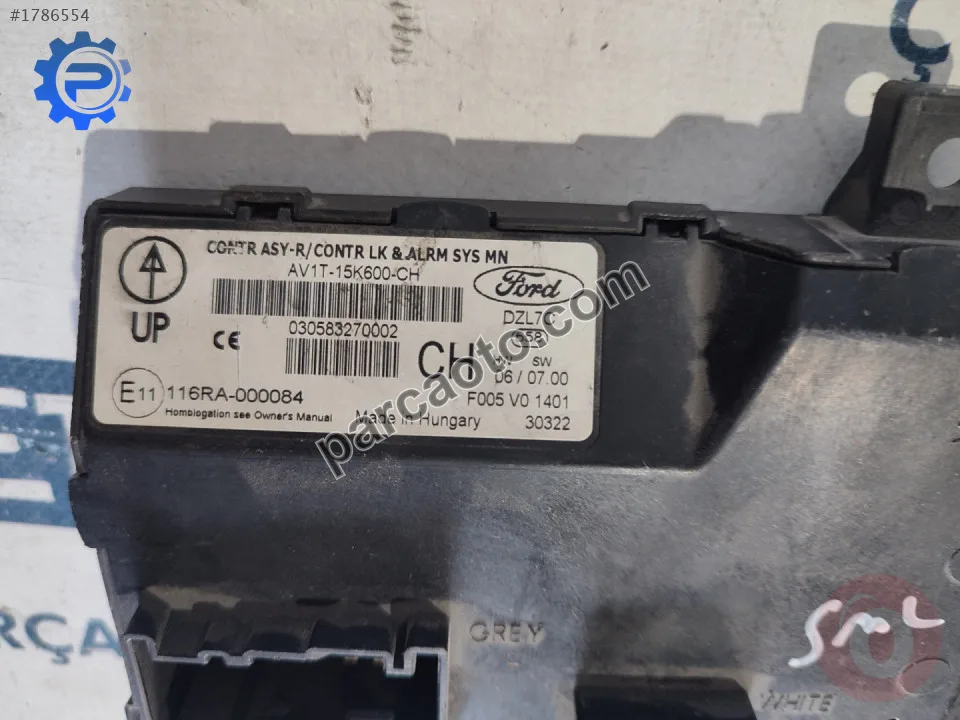 #1786554
CONTR ASY-R/CONTR LK & ALRM SYS MN
AV1T-15K600-CH
Ford
DZL7C
UP
CE
030583270002
CH
HW SW
06 / 07.00
E11 116RA-000084
F005 V0 1401
Homologation see Owner's Manual
Made in Hungary
30322
parcaoto.com
GREY
SML
WHITE